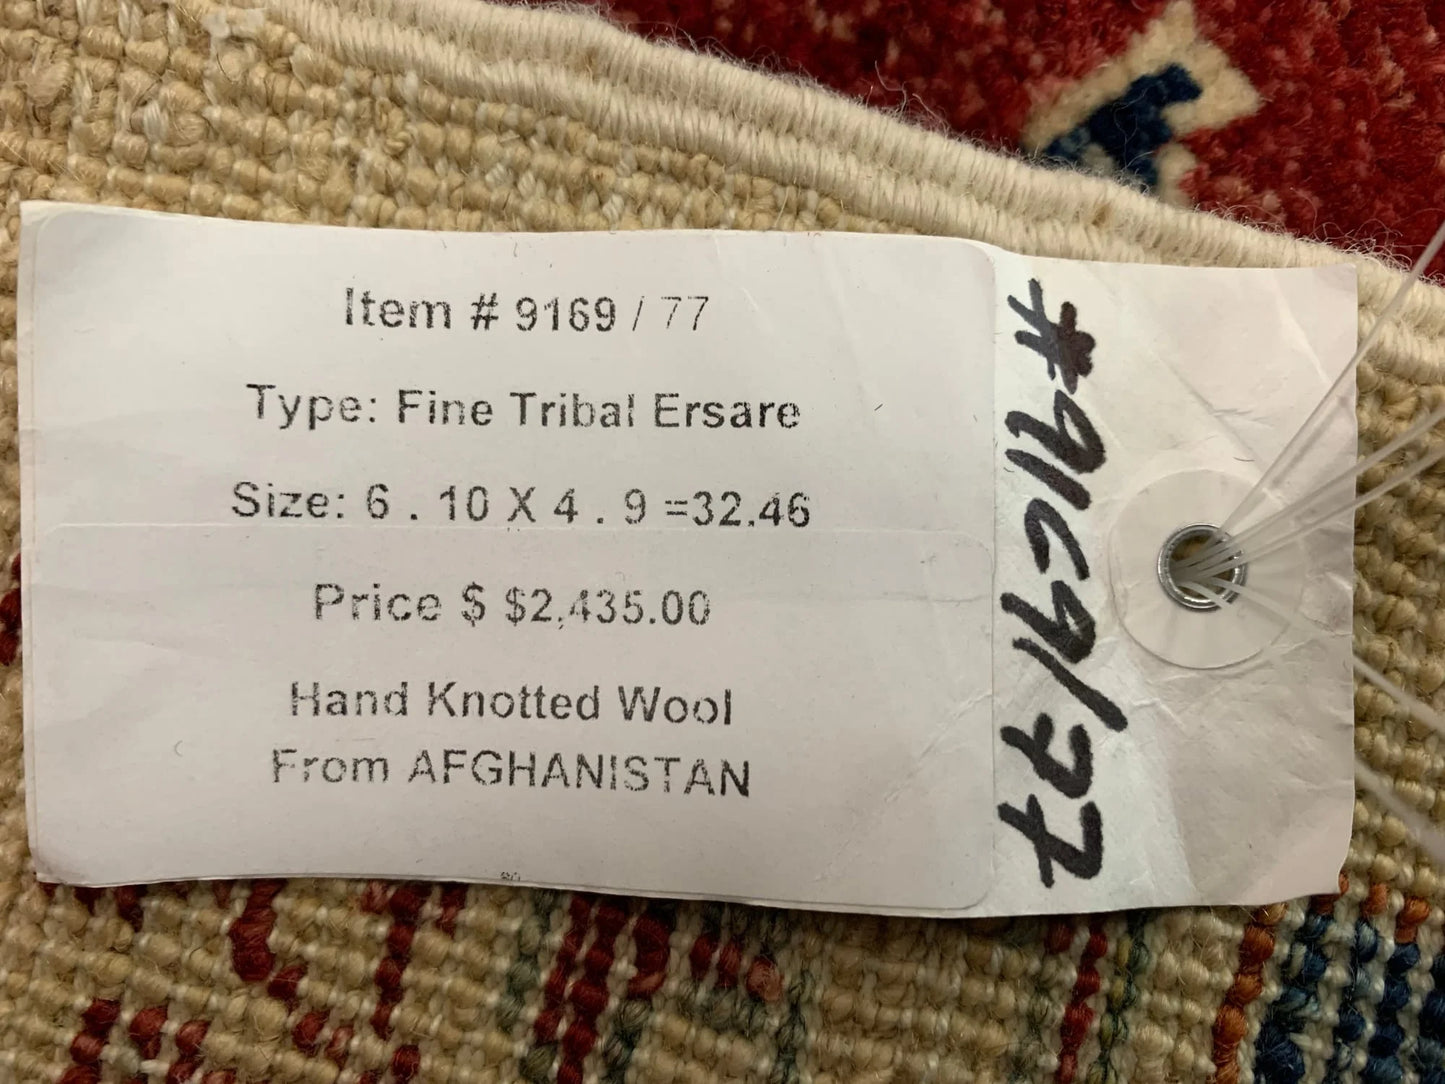 Item # 9169 / 77
Type: Fine Tribal Ersare
Size: 6 . 10 X 4 . 9 =32.46
Price $ $2,435.00
Hand Knotted Wool
From AFGHANISTAN
#9169/77